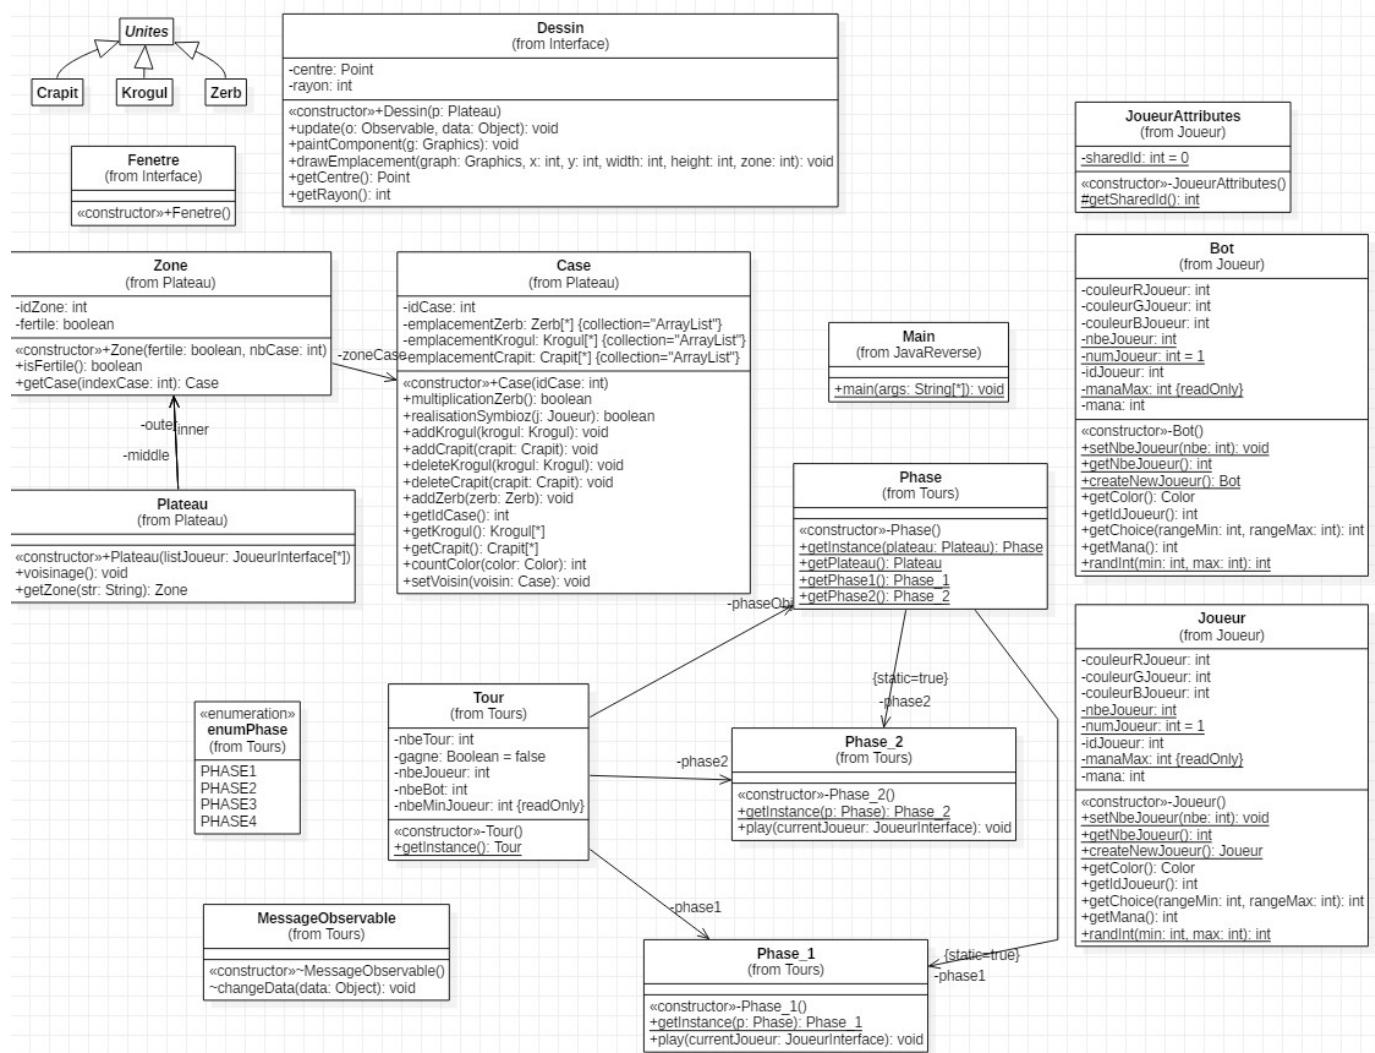 Unites
Crapit
Krogul
Zerb
Dessin
(from Interface)
-centre: Point
-rayon: int
«constructor»+Dessin(p: Plateau)
+update(o: Observable, data: Object): void
+paintComponent(g: Graphics): void
+drawEmplacement(graph: Graphics, x: int, y: int, width: int, height: int, zone: int): void
+getCentre(): Point
+getRayon(): int
Fenetre
(from Interface)
«constructor»+Fenetre()
JoueurAttributes
(from Joueur)
-sharedId: int = 0
«constructor»-JoueurAttributes()
#getSharedId(): int
Zone
(from Plateau)
-idZone: int
-fertile: boolean
«constructor»+Zone(fertile: boolean, nbCase: int)
+isFertile(): boolean
+getCase(indexCase: int): Case
-zoneCase
Case
(from Plateau)
-idCase: int
-emplacementZerb: Zerb[*] {collection="ArrayList"}
-emplacementKrogul: Krogul[*] {collection="ArrayList"}
-emplacementCrapit: Crapit[*] {collection="ArrayList"}
«constructor»+Case(idCase: int)
+multiplicationZerb(): boolean
+realisationSymbioz(j: Joueur): boolean
+addKrogul(krogul: Krogul): void
+addCrapit(crapit: Crapit): void
+deleteKrogul(krogul: Krogul): void
+deleteCrapit(crapit: Crapit): void
+addZerb(zerb: Zerb): void
+getIdCase(): int
+getKrogul(): Krogul[*]
+getCrapit(): Crapit[*]
+countColor(color: Color): int
+setVoisin(voisin: Case): void
Main
(from JavaReverse)
+main(args: String[*]): void
Bot
(from Joueur)
-couleurRJoueur: int
-couleurGJoueur: int
-couleurBJoueur: int
-nbeJoueur: int
-numJoueur: int = 1
-idJoueur: int
-manaMax: int {readOnly}
-mana: int
«constructor»-Bot()
+setNbeJoueur(nbe: int): void
+getNbeJoueur(): int
+createNewJoueur(): Bot
+getColor(): Color
+getIdJoueur(): int
+getChoice(rangeMin: int, rangeMax: int): int
+getMana(): int
+randInt(min: int, max: int): int
-inner
-middle
Plateau
(from Plateau)
«constructor»+Plateau(listJoueur: JoueurInterface[*])
+voisinage(): void
+getZone(str: String): Zone
Phase
(from Tours)
«constructor»-Phase()
+getInstance(plateau: Plateau): Phase
+getPlateau(): Plateau
+getPhase1(): Phase_1
+getPhase2(): Phase_2
Joueur
(from Joueur)
-couleurRJoueur: int
-couleurGJoueur: int
-couleurBJoueur: int
-nbeJoueur: int
-numJoueur: int = 1
-idJoueur: int
-manaMax: int {readOnly}
-mana: int
«constructor»-Joueur()
+setNbeJoueur(nbe: int): void
+getNbeJoueur(): int
+createNewJoueur(): Joueur
+getColor(): Color
+getIdJoueur(): int
+getChoice(rangeMin: int, rangeMax: int): int
+getMana(): int
+randInt(min: int, max: int): int
{static=true}
-phase2
Tour
(from Tours)
-nbeTour: int
-gagne: Boolean = false
-nbeJoueur: int
-nbeBot: int
-nbeMinJoueur: int {readOnly}
«constructor»-Tour()
+getInstance(): Tour
«enumeration»
enumPhase
(from Tours)
PHASE1
PHASE2
PHASE3
PHASE4
-phase2
Phase_2
(from Tours)
«constructor»-Phase_2()
+getInstance(p: Phase): Phase_2
+play(currentJoueur: JoueurInterface): void
-phase1
MessageObservable
(from Tours)
«constructor»~MessageObservable()
~changeData(data: Object): void
Phase_1
(from Tours)
«constructor»-Phase_1()
+getInstance(p: Phase): Phase_1
+play(currentJoueur: JoueurInterface): void
{static=true}
-phase1